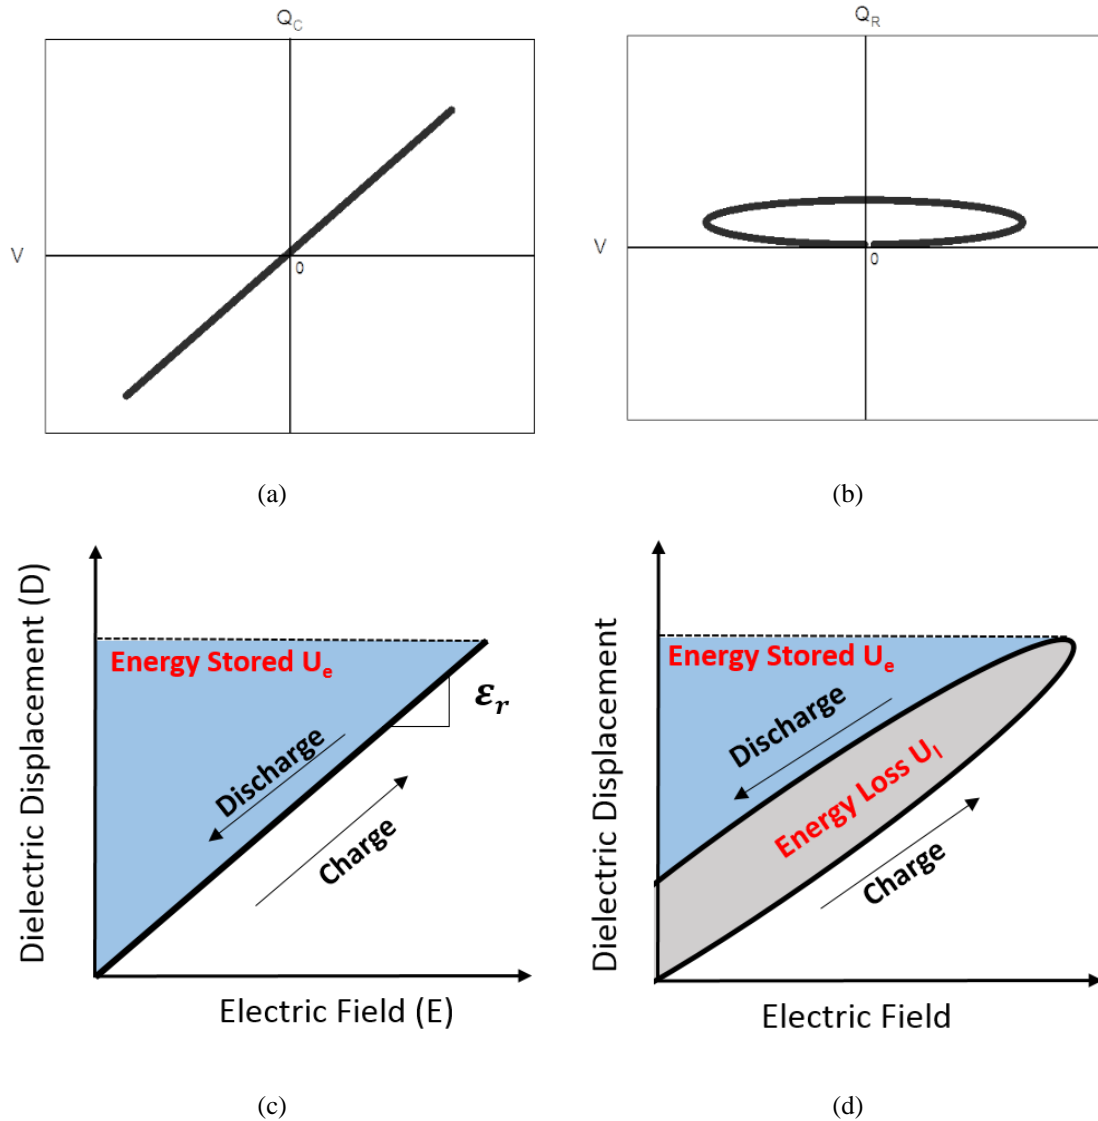 Q_C
V
0
(a)
Q_R
V
0
(b)
Dielectric Displacement (D)
Energy Stored U_e
ε_r
Discharge
Charge
Electric Field (E)
(c)
Dielectric Displacement
Energy Stored U_e
Discharge
Energy Loss U_l
Charge
Electric Field
(d)